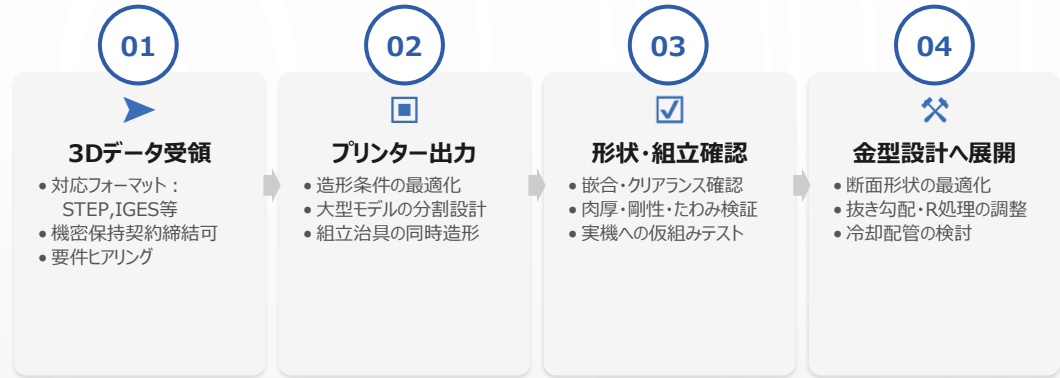 01
3Dデータ受領
• 対応フォーマット：
STEP,IGES等
• 機密保持契約締結可
• 要件ヒアリング
02
プリンター出力
• 造形条件の最適化
• 大型モデルの分割設計
• 組立治具の同時造形
03
形状・組立確認
• 嵌合・クリアランス確認
• 肉厚・剛性・たわみ検証
• 実機への仮組みテスト
04
金型設計へ展開
• 断面形状の最適化
• 抜き勾配・R処理の調整
• 冷却配管の検討